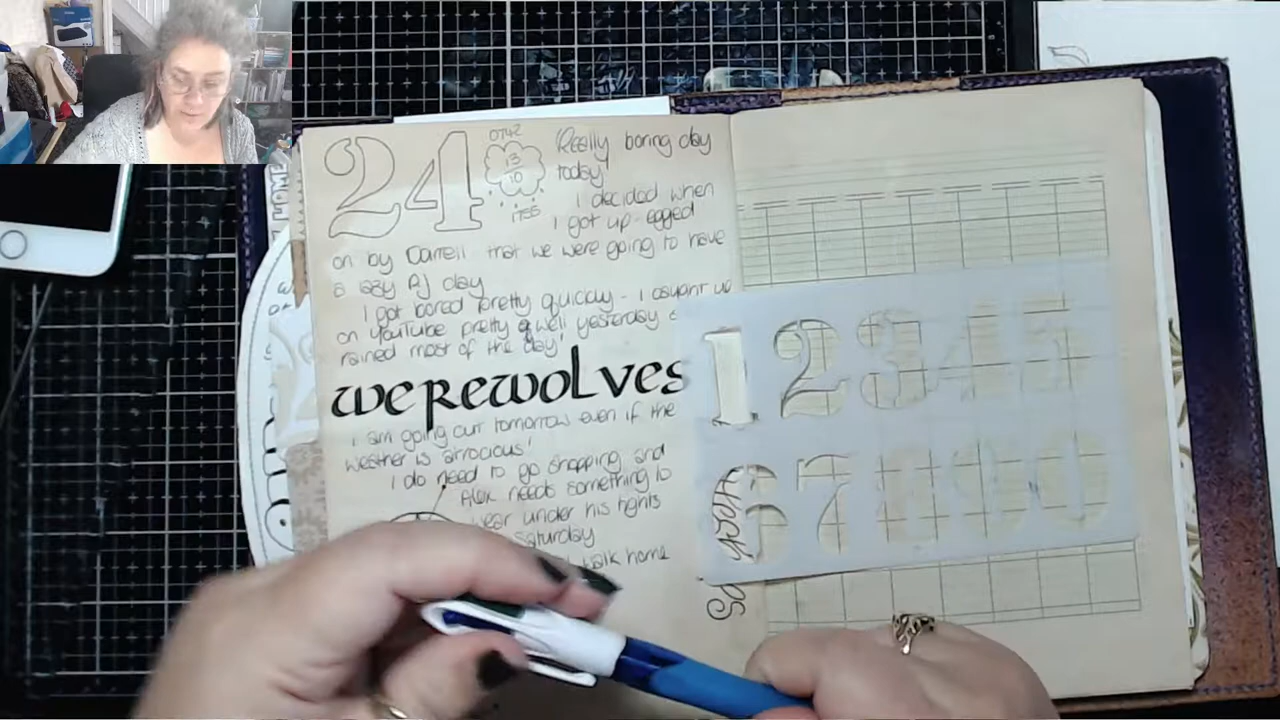 24
0742
13
10
1755
Really boring day
today!
I decided when
I got up - egged
on by Darrell that we were going to have
a lazy PJ day
I got bored pretty quickly - I caught up
on YouTube pretty well yesterday &
rained most of the day!
werewolves
I am going out tomorrow even if the
weather is atrocious!
I do need to go shopping and
Alex needs something to
wear under his tights
Saturday
walk home
1 2 3 4 5
6 7 8 9 0